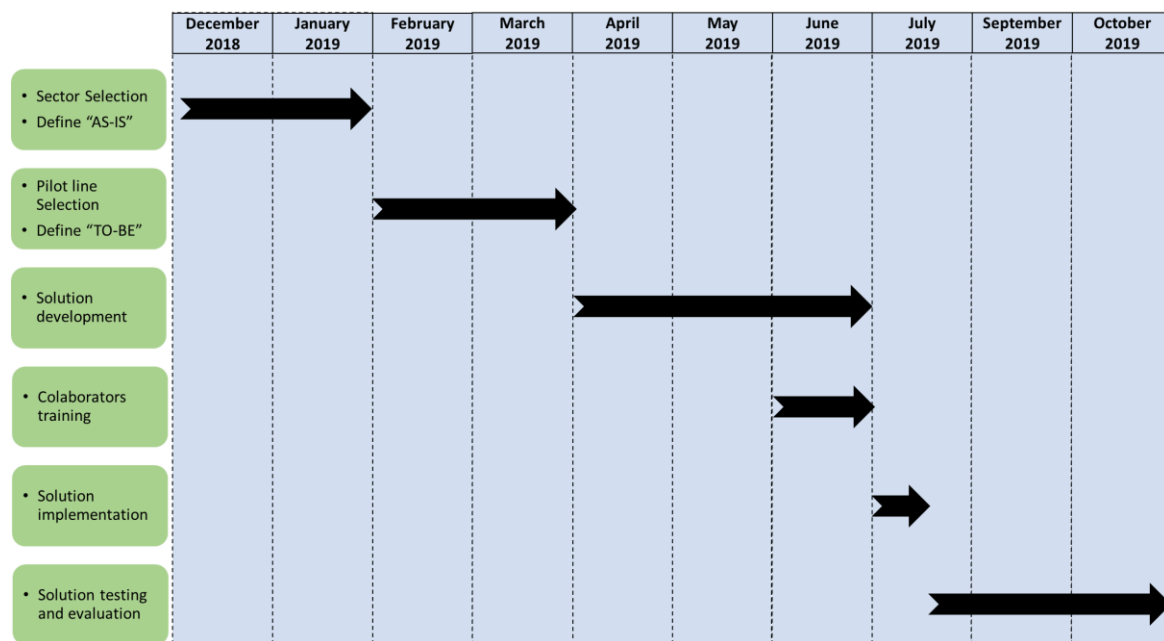 December January February March April May June July September October
2018 2019 2019 2019 2019 2019 2019 2019 2019 2019
• Sector Selection
• Define “AS-IS”
• Pilot line
Selection
• Define “TO-BE”
• Solution
development
• Colaborators
training
• Solution
implementation
• Solution testing
and evaluation